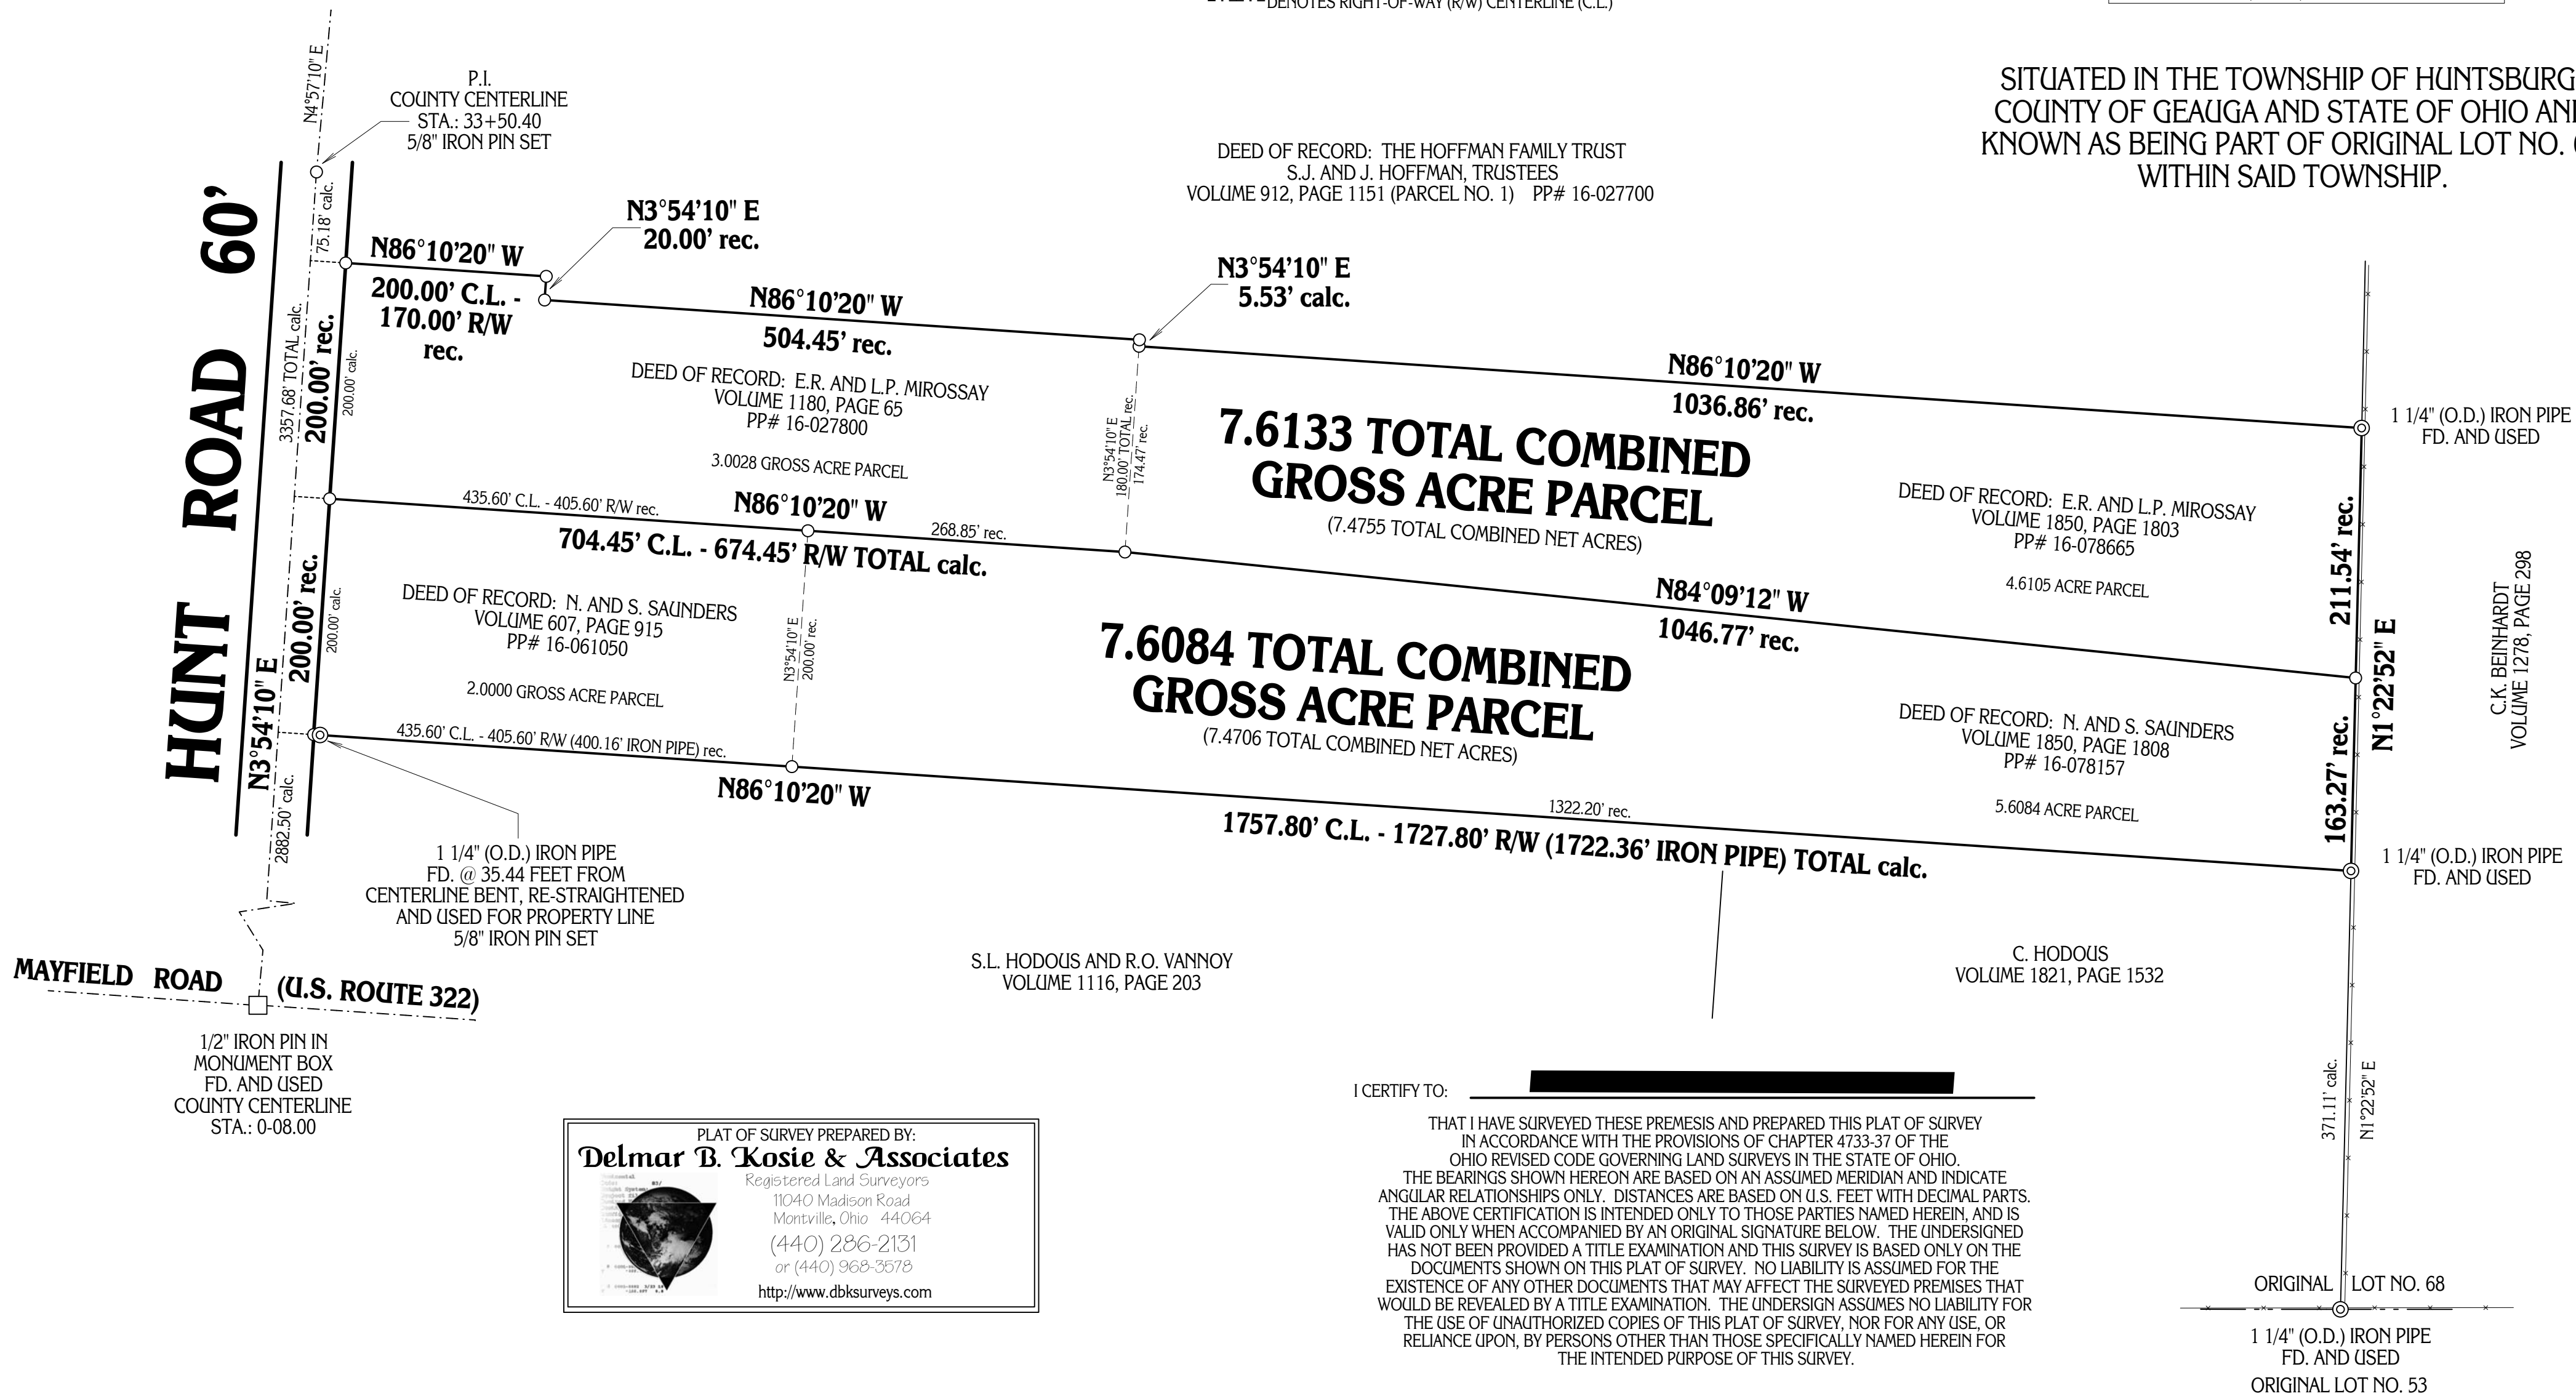 DENOTES RIGHT-OF-WAY (R/W) CENTERLINE (C.L.)
SITUATED IN THE TOWNSHIP OF HUNTSBURG
COUNTY OF GEAUGA AND STATE OF OHIO AN
KNOWN AS BEING PART OF ORIGINAL LOT NO.
WITHIN SAID TOWNSHIP.
N4°57'10" E
P.I.
COUNTY CENTERLINE
STA.: 33+50.40
5/8" IRON PIN SET
DEED OF RECORD: THE HOFFMAN FAMILY TRUST
S.J. AND J. HOFFMAN, TRUSTEES
VOLUME 912, PAGE 1151 (PARCEL NO. 1) PP# 16-027700
HUNT ROAD 60'
75.18' calc.
N86°10'20" W
200.00' C.L. -
170.00' R/W
rec.
N3°54'10" E
20.00' rec.
N86°10'20" W
504.45' rec.
N3°54'10" E
5.53' calc.
N86°10'20" W
1036.86' rec.
1 1/4" (O.D.) IRON PIPE
FD. AND USED
3357.68' TOTAL calc.
200.00' rec.
200.00' calc.
DEED OF RECORD: E.R. AND L.P. MIROSSAY
VOLUME 1180, PAGE 65
PP# 16-027800
3.0028 GROSS ACRE PARCEL
N3°54'10" E
180.00' TOTAL rec.
174.47' rec.
7.6133 TOTAL COMBINED
GROSS ACRE PARCEL
(7.4755 TOTAL COMBINED NET ACRES)
DEED OF RECORD: E.R. AND L.P. MIROSSAY
VOLUME 1850, PAGE 1803
PP# 16-078665
4.6105 ACRE PARCEL
211.54' rec.
N1°22'52" E
C.K. BEINHARDT
VOLUME 1278, PAGE 298
435.60' C.L. - 405.60' R/W rec.
N86°10'20" W
268.85' rec.
704.45' C.L. - 674.45' R/W TOTAL calc.
N84°09'12" W
1046.77' rec.
N3°54'10" E
200.00' rec.
200.00' calc.
DEED OF RECORD: N. AND S. SAUNDERS
VOLUME 607, PAGE 915
PP# 16-061050
2.0000 GROSS ACRE PARCEL
N3°54'10" E
200.00' rec.
7.6084 TOTAL COMBINED
GROSS ACRE PARCEL
(7.4706 TOTAL COMBINED NET ACRES)
DEED OF RECORD: N. AND S. SAUNDERS
VOLUME 1850, PAGE 1808
PP# 16-078157
5.6084 ACRE PARCEL
163.27' rec.
435.60' C.L. - 405.60' R/W (400.16' IRON PIPE) rec.
N86°10'20" W
1322.20' rec.
1757.80' C.L. - 1727.80' R/W (1722.36' IRON PIPE) TOTAL calc.
1 1/4" (O.D.) IRON PIPE
FD. AND USED
2882.50' calc.
1 1/4" (O.D.) IRON PIPE
FD. @ 35.44 FEET FROM
CENTERLINE BENT, RE-STRAIGHTENED
AND USED FOR PROPERTY LINE
5/8" IRON PIN SET
MAYFIELD ROAD (U.S. ROUTE 322)
1/2" IRON PIN IN
MONUMENT BOX
FD. AND USED
COUNTY CENTERLINE
STA.: 0-08.00
S.L. HODOUS AND R.O. VANNOY
VOLUME 1116, PAGE 203
C. HODOUS
VOLUME 1821, PAGE 1532
PLAT OF SURVEY PREPARED BY:
Delmar B. Kosie & Associates
Registered Land Surveyors
11040 Madison Road
Montville, Ohio 44064
(440) 286-2131
or (440) 968-3578
http://www.dbksurveys.com
I CERTIFY TO:
THAT I HAVE SURVEYED THESE PREMESIS AND PREPARED THIS PLAT OF SURVEY
IN ACCORDANCE WITH THE PROVISIONS OF CHAPTER 4733-37 OF THE
OHIO REVISED CODE GOVERNING LAND SURVEYS IN THE STATE OF OHIO.
THE BEARINGS SHOWN HEREON ARE BASED ON AN ASSUMED MERIDIAN AND INDICATE
ANGULAR RELATIONSHIPS ONLY. DISTANCES ARE BASED ON U.S. FEET WITH DECIMAL PARTS.
THE ABOVE CERTIFICATION IS INTENDED ONLY TO THOSE PARTIES NAMED HEREIN, AND IS
VALID ONLY WHEN ACCOMPANIED BY AN ORIGINAL SIGNATURE BELOW. THE UNDERSIGNED
HAS NOT BEEN PROVIDED A TITLE EXAMINATION AND THIS SURVEY IS BASED ONLY ON THE
DOCUMENTS SHOWN ON THIS PLAT OF SURVEY. NO LIABILITY IS ASSUMED FOR THE
EXISTENCE OF ANY OTHER DOCUMENTS THAT MAY AFFECT THE SURVEYED PREMISES THAT
WOULD BE REVEALED BY A TITLE EXAMINATION. THE UNDERSIGN ASSUMES NO LIABILITY FOR
THE USE OF UNAUTHORIZED COPIES OF THIS PLAT OF SURVEY, NOR FOR ANY USE, OR
RELIANCE UPON, BY PERSONS OTHER THAN THOSE SPECIFICALLY NAMED HEREIN FOR
THE INTENDED PURPOSE OF THIS SURVEY.
371.11' calc.
N1°22'52" E
ORIGINAL LOT NO. 68
1 1/4" (O.D.) IRON PIPE
FD. AND USED
ORIGINAL LOT NO. 53